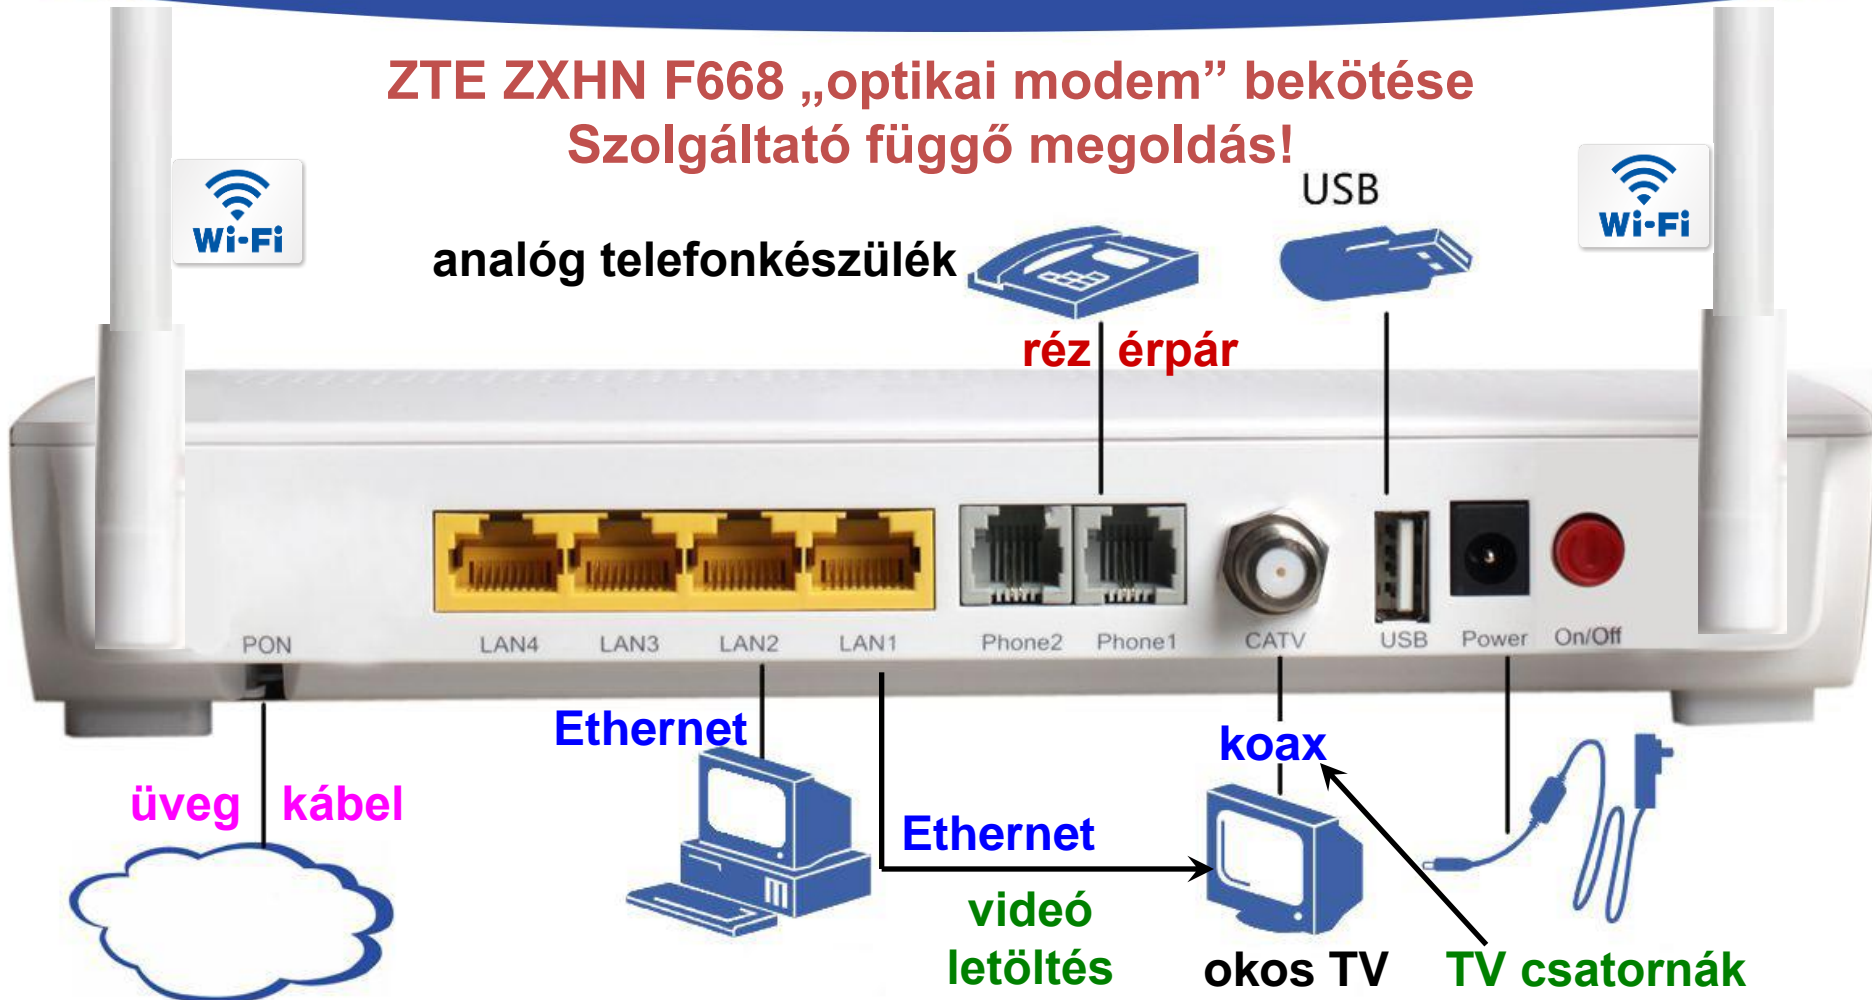 ZTE ZXHN F668 „optikai modem” bekötése
Szolgáltató függő megoldás!
Wi-Fi
USB
Wi-Fi
analóg telefonkészülék
réz érpár
PON
LAN4
LAN3
LAN2
LAN1
Phone2
Phone1
CATV
USB
Power
On/Off
Ethernet
koax
üveg kábel
Ethernet
videó
letöltés
okos TV
TV csatornák